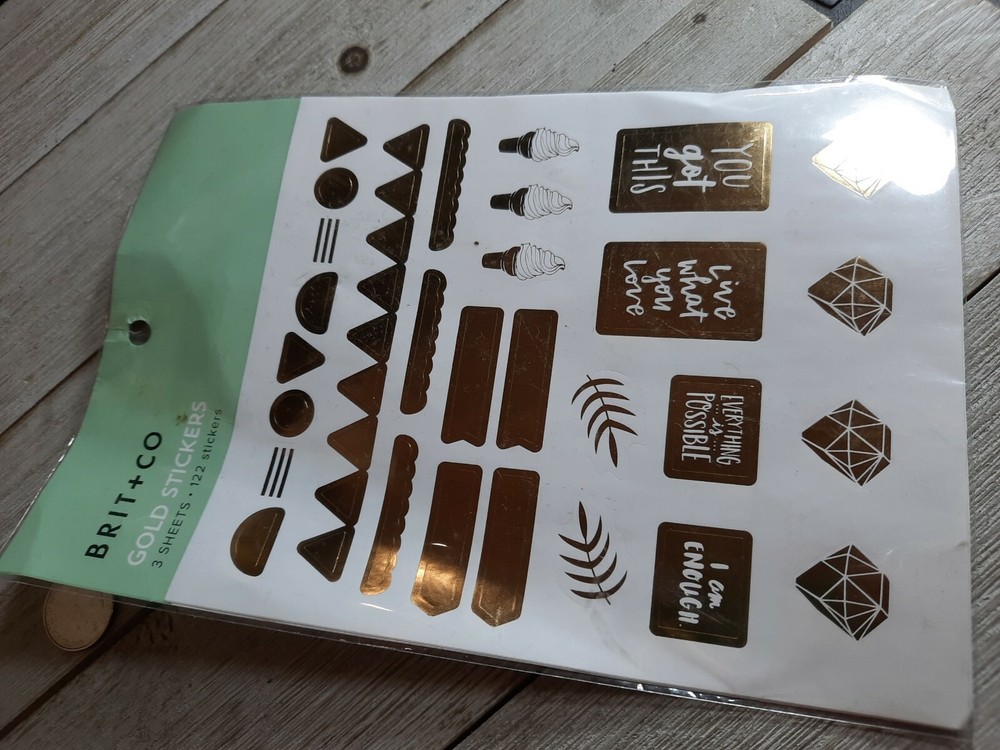 BRIT+CO
GOLD STICKERS
3 SHEETS • 122 stickers
YOU
got
THIS
live
what
you
love
EVERYTHING
is
POSSIBLE
I am
ENOUGH.